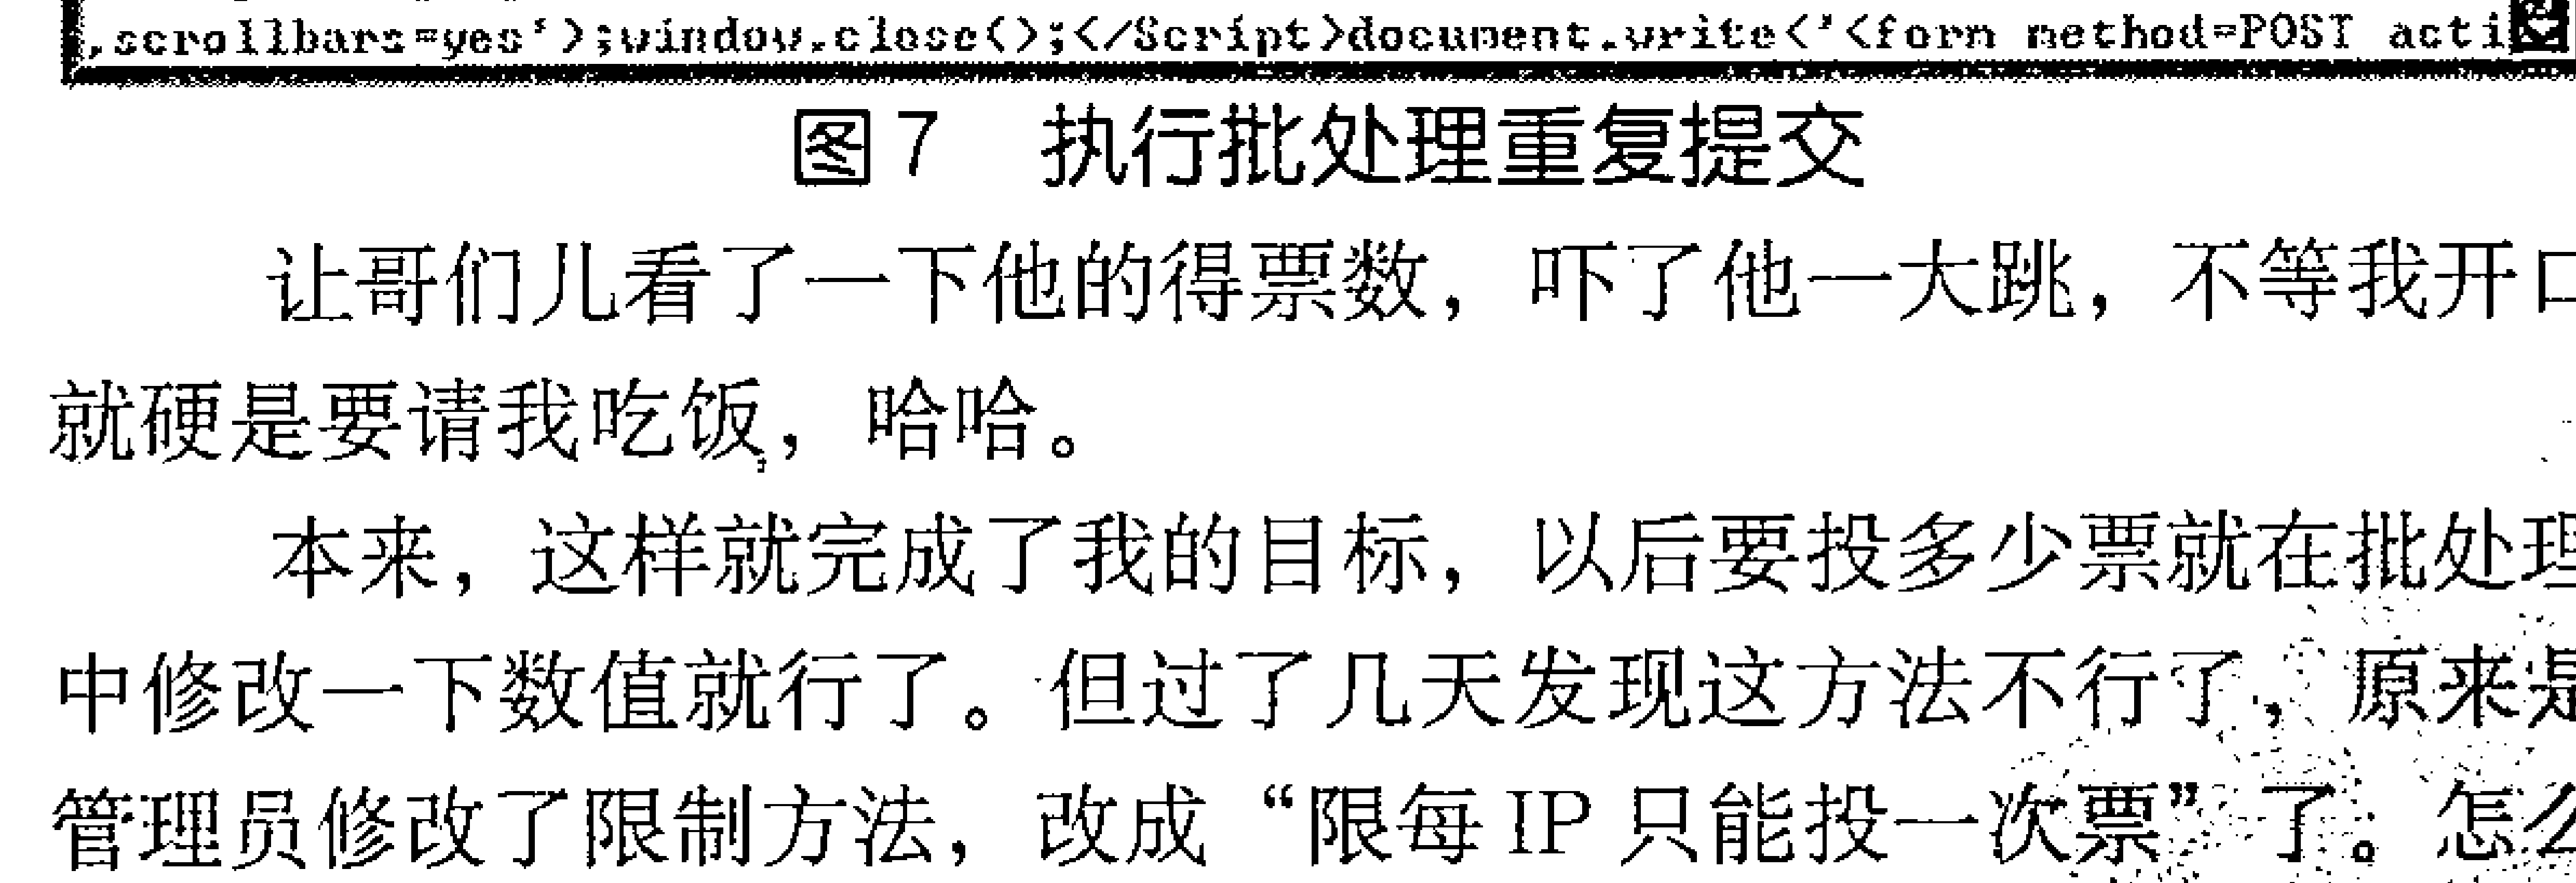 ,scrollbars=yes');window.close();</Script>document.write('<form method=POST acti
图7 执行批处理重复提交
让哥们儿看了一下他的得票数，吓了他一大跳，不等我开口
就硬是要请我吃饭，哈哈。
本来，这样就完成了我的目标，以后要投多少票就在批处理
中修改一下数值就行了。但过了几天发现这方法不行了，原来是
管理员修改了限制方法，改成“限每IP只能投一次票”了。怎么